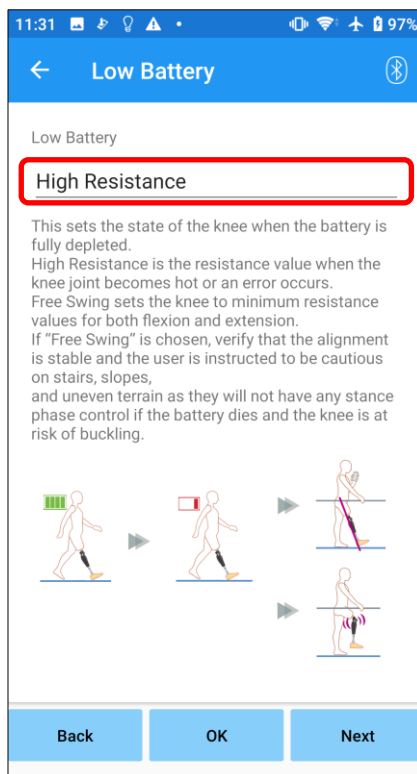 11:31 97%
Low Battery
Low Battery
High Resistance
This sets the state of the knee when the battery is
fully depleted.
High Resistance is the resistance value when the
knee joint becomes hot or an error occurs.
Free Swing sets the knee to minimum resistance
values for both flexion and extension.
If “Free Swing” is chosen, verify that the alignment
is stable and the user is instructed to be cautious
on stairs, slopes,
and uneven terrain as they will not have any stance
phase control if the battery dies and the knee is at
risk of buckling.
Back OK Next